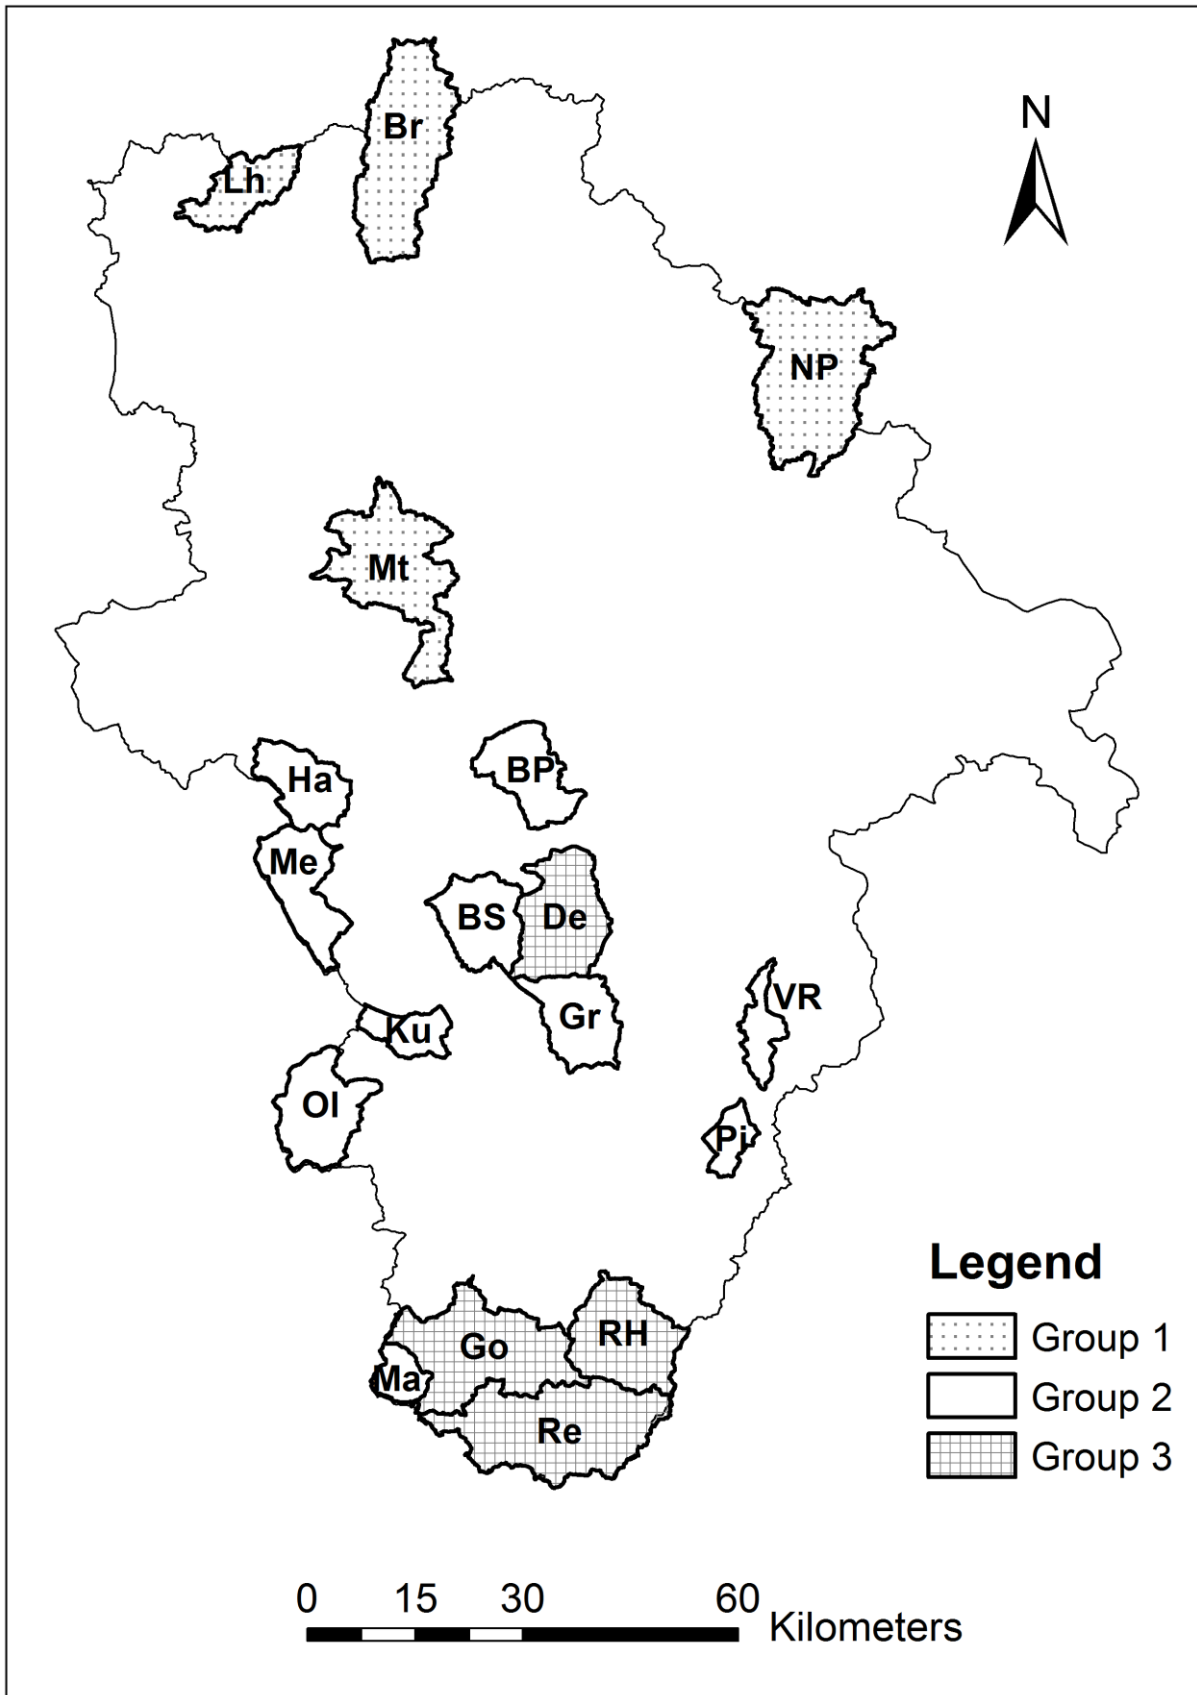 N
Br
Lh
NP
Mt
Ha
BP
Me
BS
De
VR
Gr
Ku
Ol
Pi
Legend
Group 1
Group 2
Group 3
RH
Go
Ma
Re
0 15 30 60
Kilometers